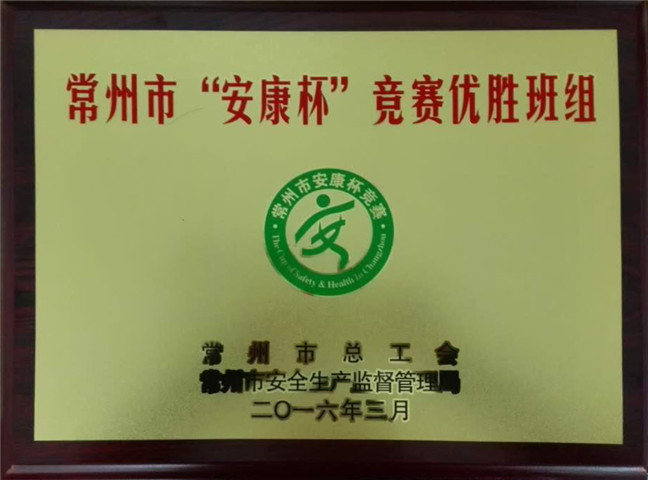 常州市“安康杯”竞赛优胜班组
·常州市安康杯竞赛·
The Cup of Safety & Health In Changzhou
常州市总工会
常州市安全生产监督管理局
二〇一六年三月